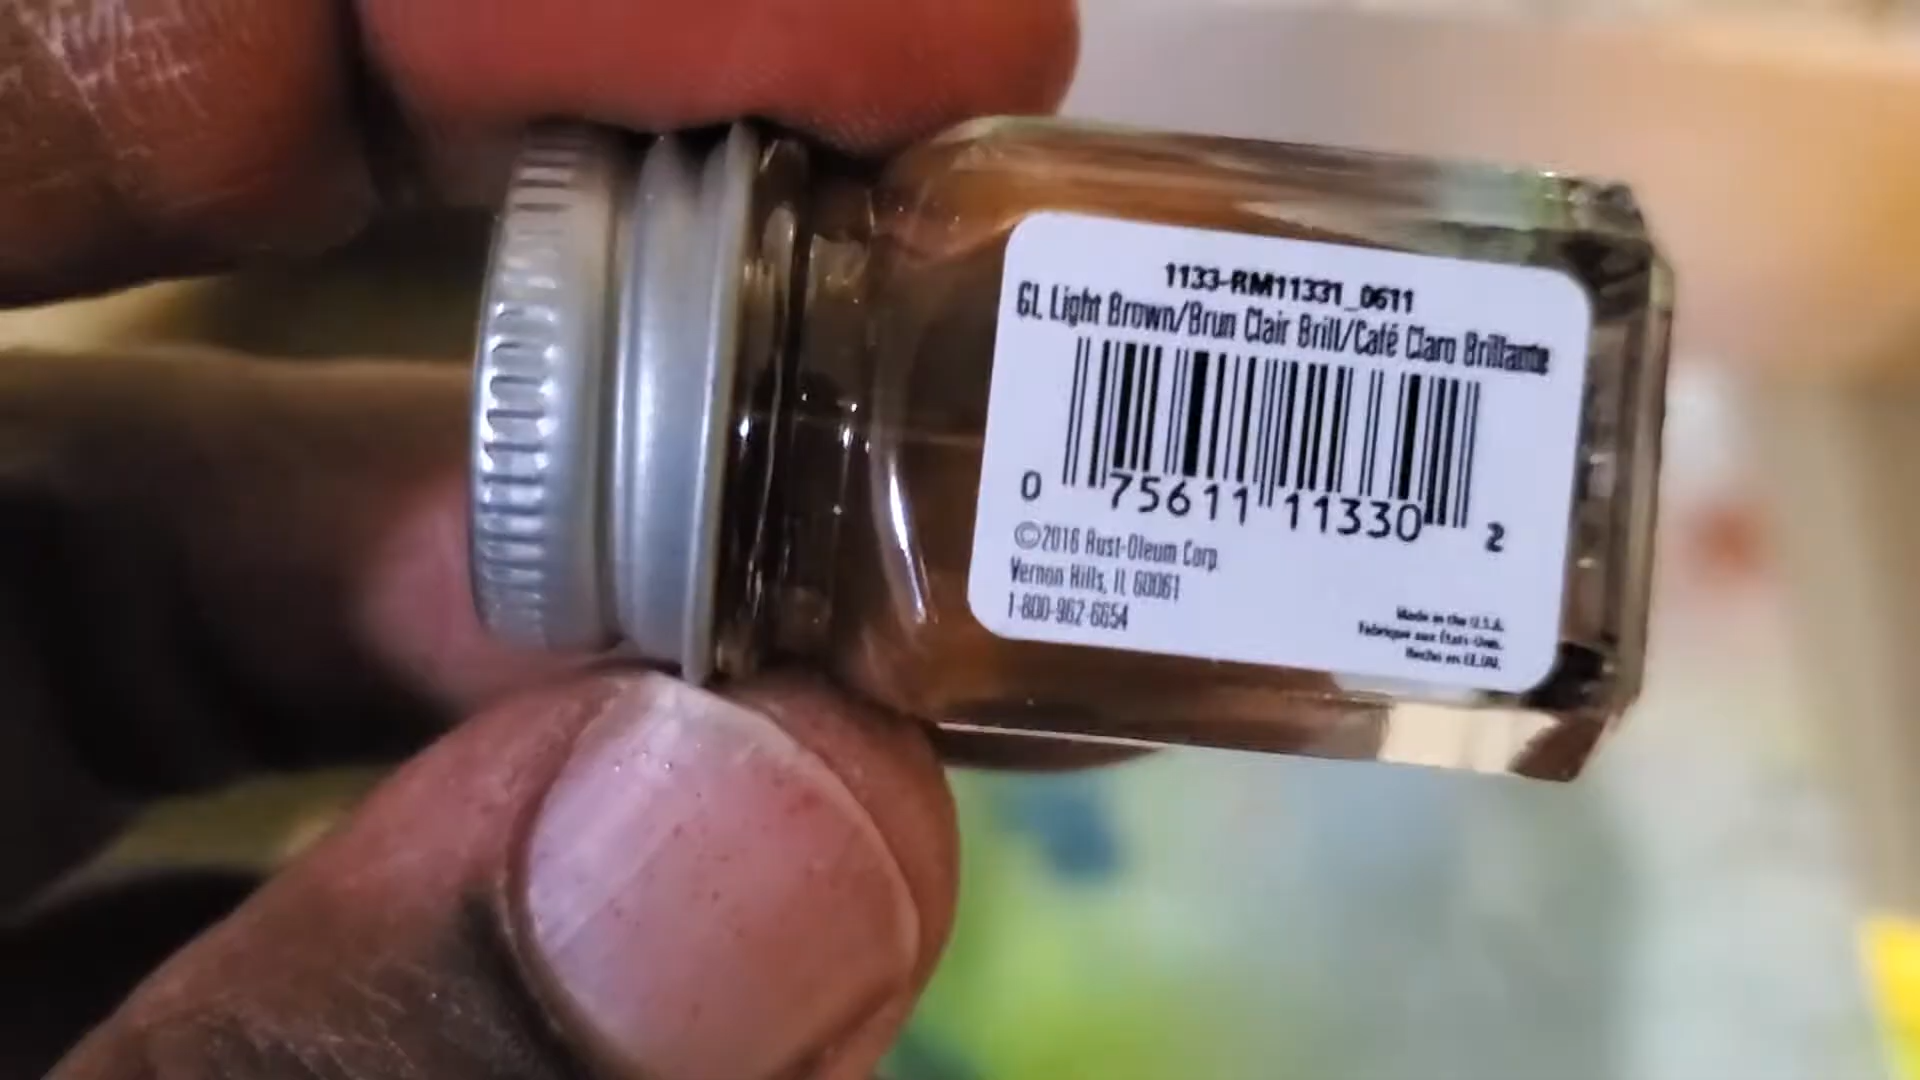 1133-RM11331_0611
GL Light Brown/Brun Clair Brill/Café Claro Brillante
0 75611 11330 2
©2016 Rust-Oleum Corp.
Vernon Hills, IL 60061
1-800-962-6654
Made in the U.S.A.
Fabrique aux États-Unis.
Hecho en EE.UU.